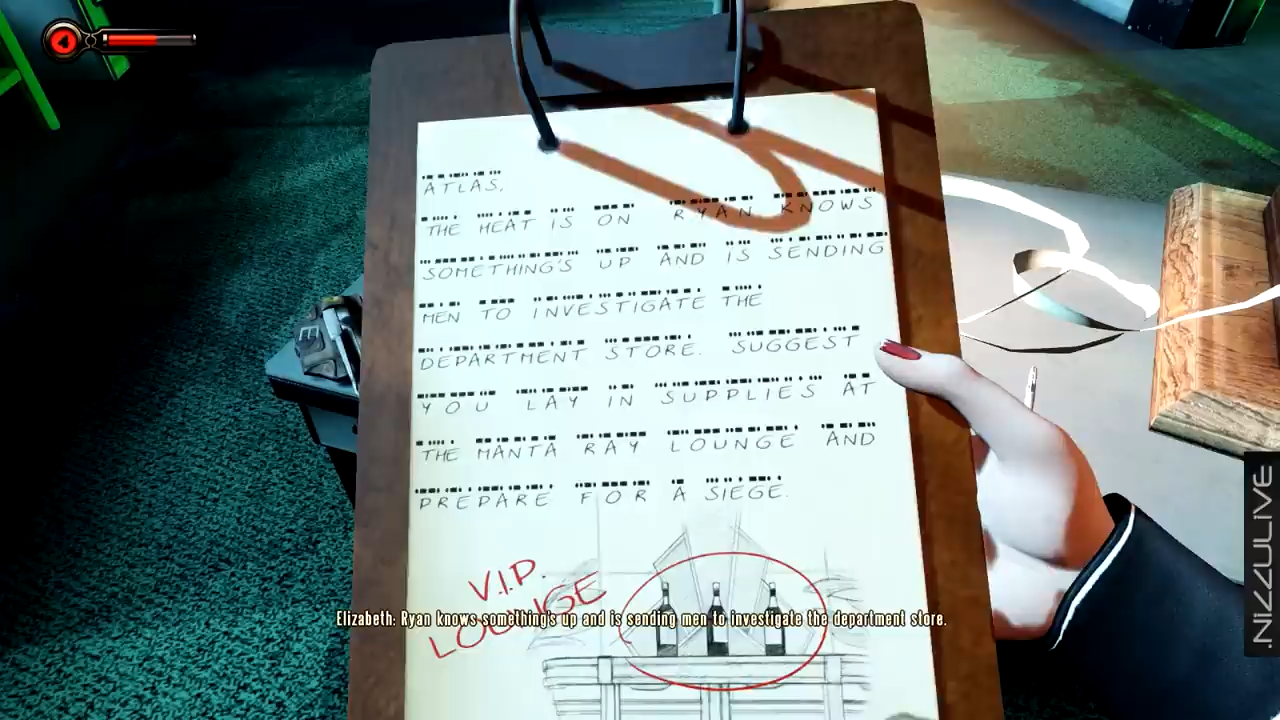 ATLAS,
THE HEAT IS ON RYAN KNOWS
SOMETHING'S UP AND IS SENDING
MEN TO INVESTIGATE THE
DEPARTMENT STORE. SUGGEST
YOU LAY IN SUPPLIES AT
THE MANTA RAY LOUNGE AND
PREPARE FOR A SIEGE.
V.I.P.
LOUNGE
Elizabeth: Ryan knows something's up and is sending men to investigate the department store.
.NIZZULIVE